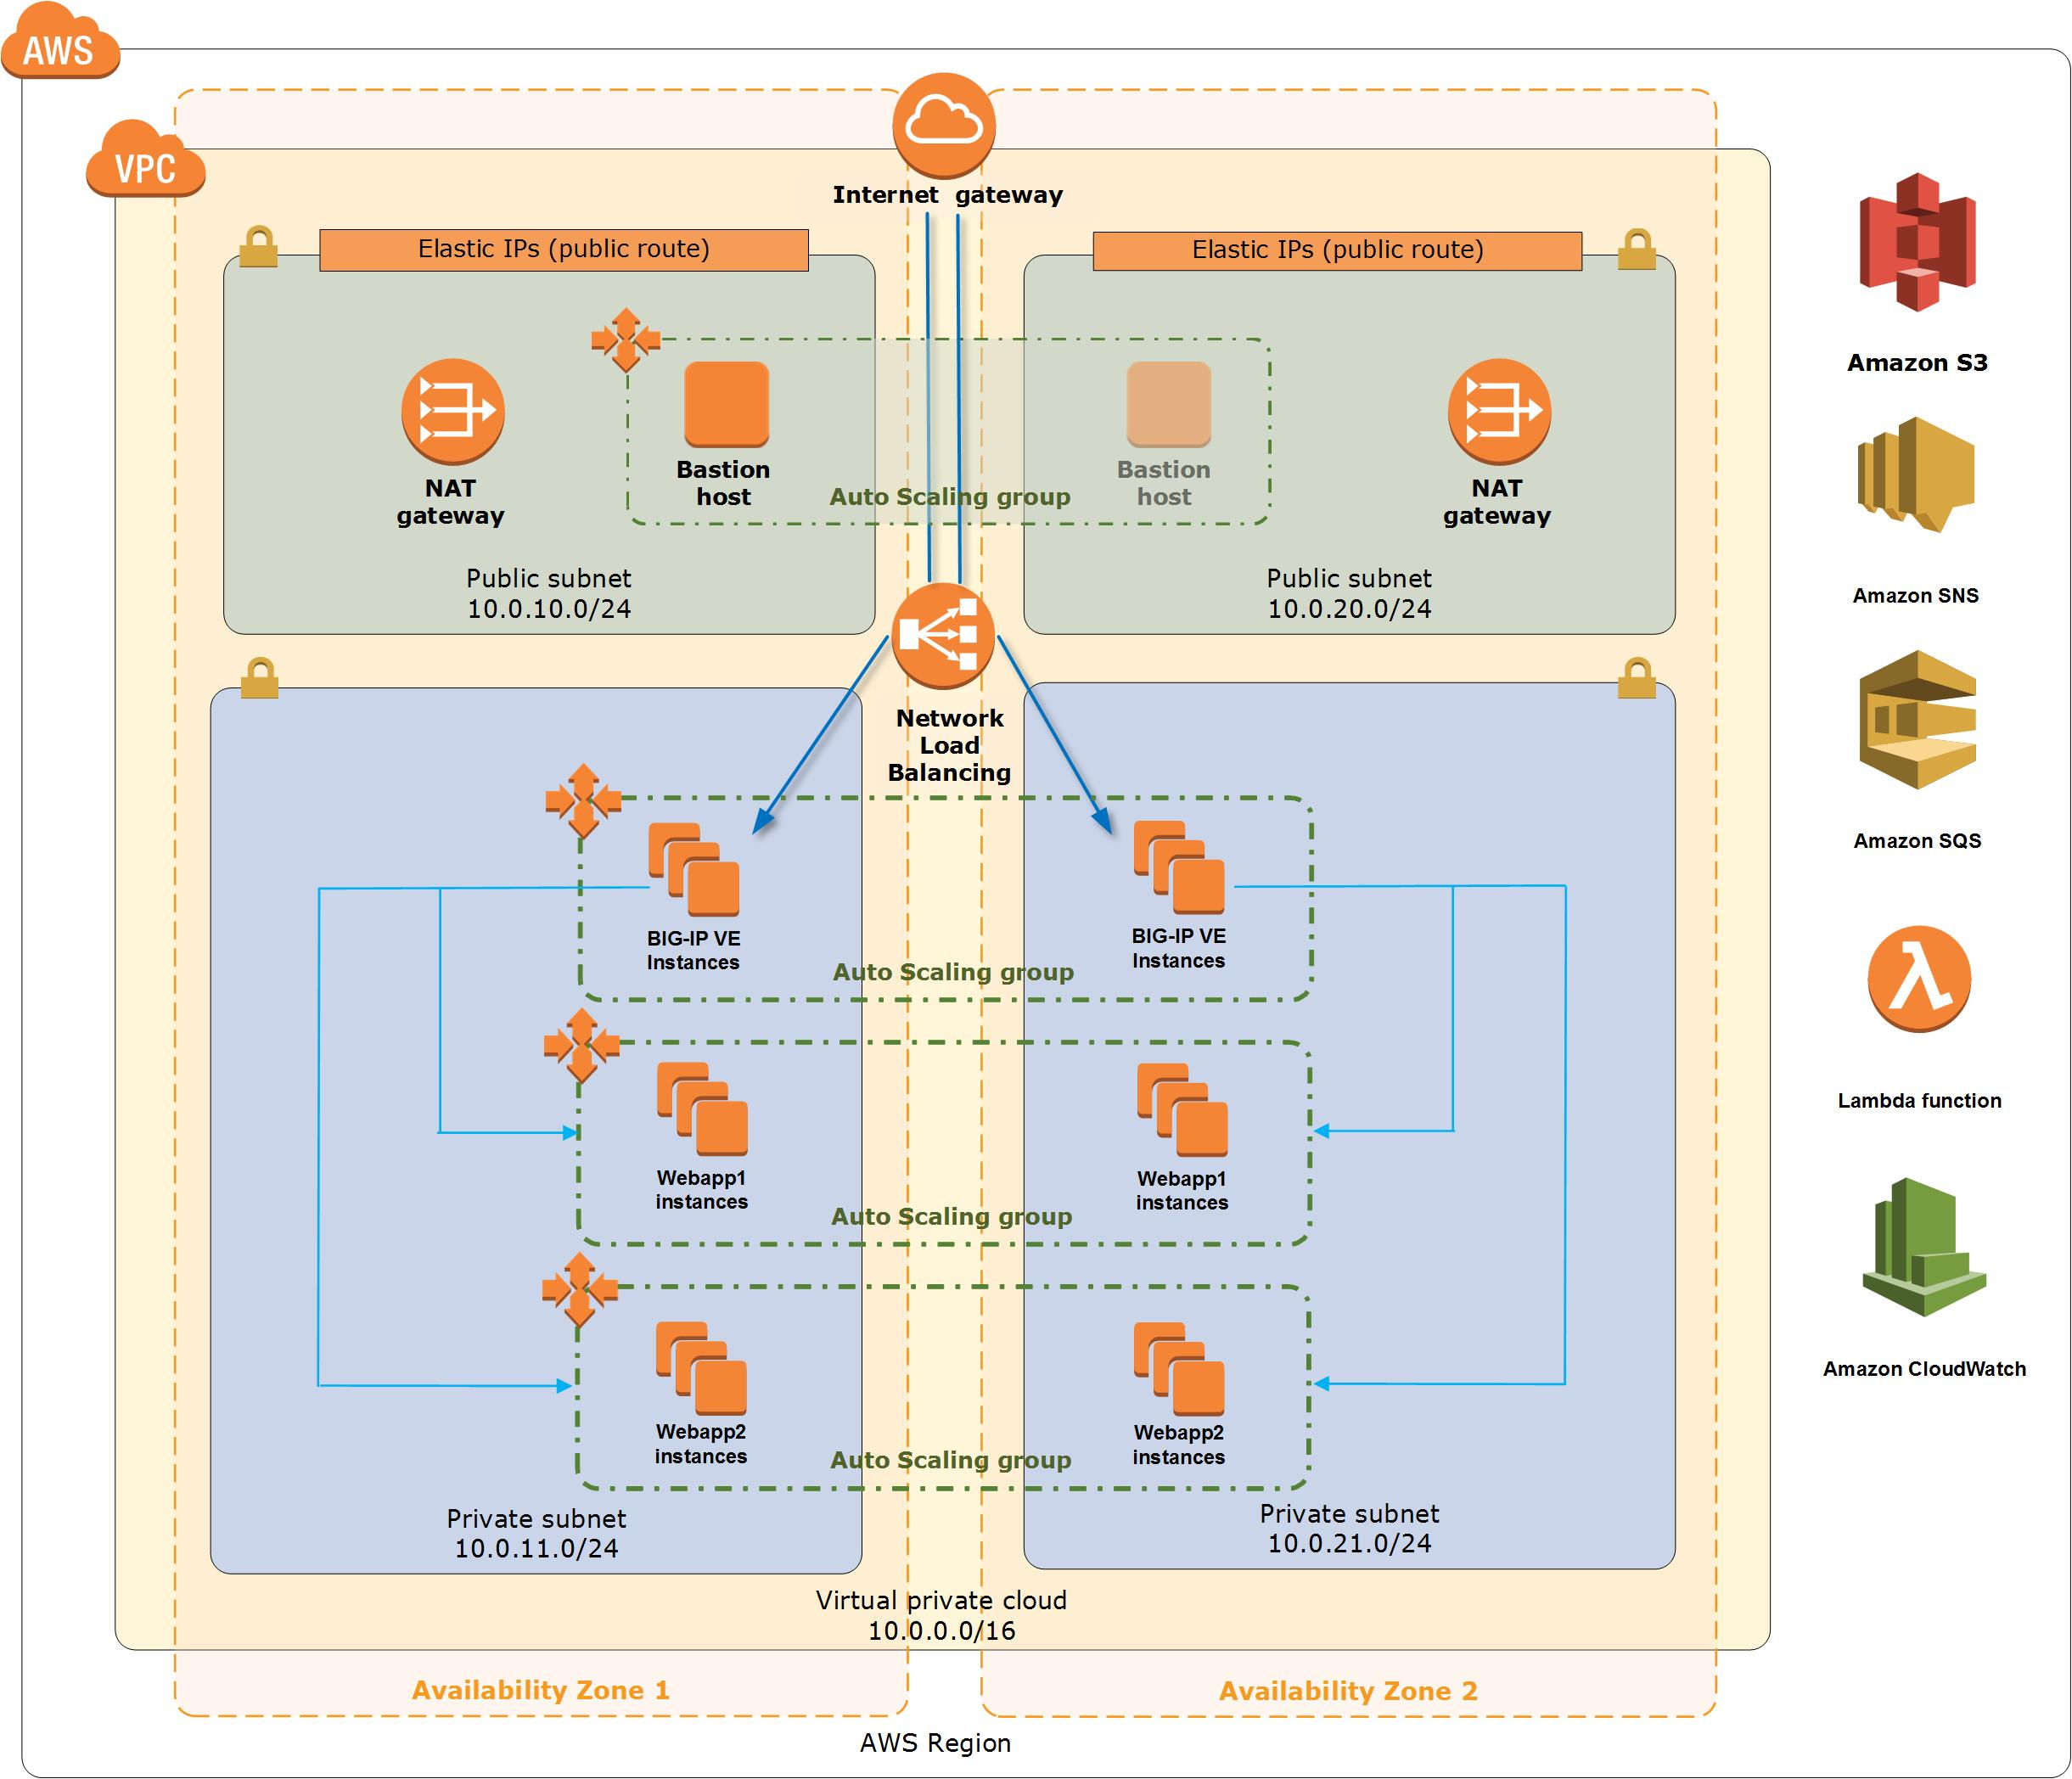 AWS
VPC
Internet gateway
Elastic IPs (public route)
Elastic IPs (public route)
Amazon S3
NAT
gateway
Bastion
host
Auto Scaling group
Bastion
host
NAT
gateway
Public subnet
10.0.10.0/24
Public subnet
10.0.20.0/24
Amazon SNS
Network
Load
Balancing
Amazon SQS
BIG-IP VE
Instances
BIG-IP VE
Instances
Auto Scaling group
Lambda function
Webapp1
instances
Webapp1
instances
Auto Scaling group
Amazon CloudWatch
Webapp2
instances
Webapp2
instances
Auto Scaling group
Private subnet
10.0.11.0/24
Private subnet
10.0.21.0/24
Virtual private cloud
10.0.0.0/16
Availability Zone 1
Availability Zone 2
AWS Region